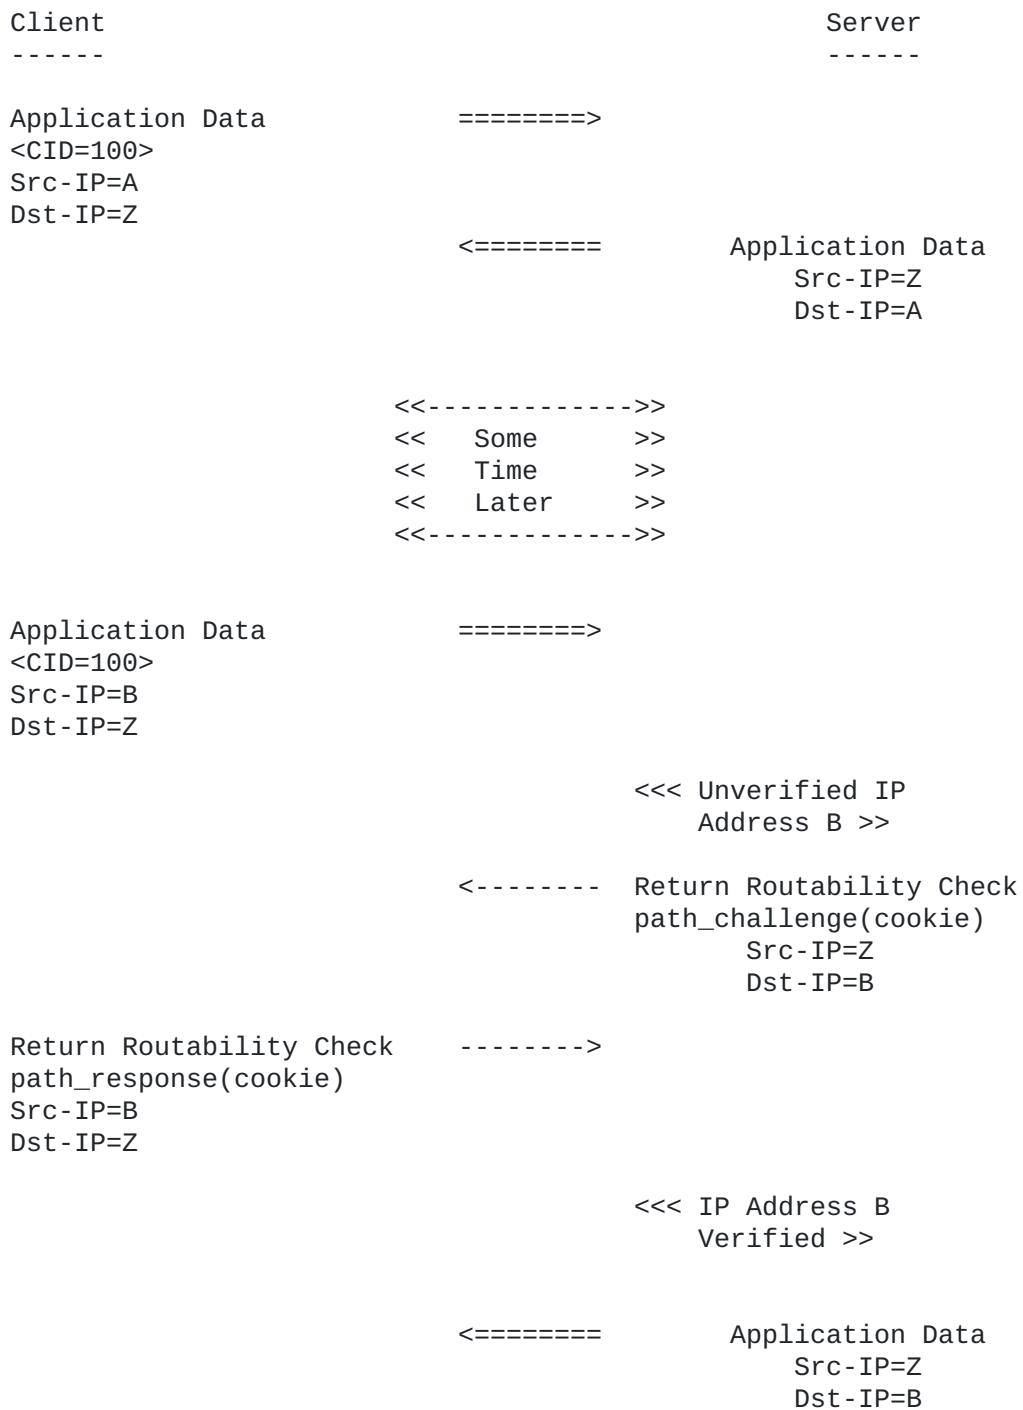 Client                                             Server
------                                             ------

Application Data            ========>
<CID=100>
Src-IP=A
Dst-IP=Z
                            <========        Application Data
                                                 Src-IP=Z
                                                 Dst-IP=A


                        <<------------->>
                        <<   Some      >>
                        <<   Time      >>
                        <<   Later     >>
                        <<------------->>


Application Data            ========>
<CID=100>
Src-IP=B
Dst-IP=Z

                                       <<< Unverified IP
                                           Address B >>

                            <--------  Return Routability Check
                                       path_challenge(cookie)
                                              Src-IP=Z
                                              Dst-IP=B

Return Routability Check    -------->
path_response(cookie)
Src-IP=B
Dst-IP=Z

                                       <<< IP Address B
                                           Verified >>


                            <========        Application Data
                                                 Src-IP=Z
                                                 Dst-IP=B